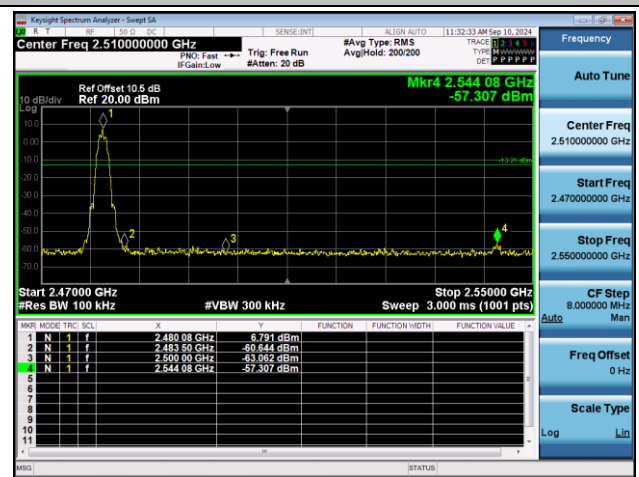 Keysight Spectrum Analyzer - Swept SA
R T RF 50 Ω DC SENSE:INT ALIGN AUTO 11:32:33 AM Sep 10, 2024
Center Freq 2.510000000 GHz
PNO: Fast
IFGain:Low
Trig: Free Run
#Atten: 20 dB
#Avg Type: RMS
Avg|Hold: 200/200
TRACE 1 2 3 4 5 6
TYPE M W W W W W
DET P P P P P P
Frequency
Mkr4 2.544 08 GHz
-57.307 dBm
Ref Offset 10.5 dB
Ref 20.00 dBm
10 dB/div
Log
10.0
0.00
-10.0
-20.0
-30.0
-40.0
-50.0
-60.0
-70.0
1
2
3
4
-13.21 dBm
Start 2.47000 GHz
Stop 2.55000 GHz
#Res BW 100 kHz
#VBW 300 kHz
Sweep 3.000 ms (1001 pts)
MKR MODE TRC SCL X Y FUNCTION FUNCTION WIDTH FUNCTION VALUE
1 N 1 f 2.480 08 GHz 6.791 dBm
2 N 1 f 2.483 50 GHz -60.644 dBm
3 N 1 f 2.500 00 GHz -63.062 dBm
4 N 1 f 2.544 08 GHz -57.307 dBm
5
6
7
8
9
10
11
MSG
STATUS
Auto Tune
Center Freq
2.510000000 GHz
Start Freq
2.470000000 GHz
Stop Freq
2.550000000 GHz
CF Step
8.000000 MHz
Auto Man
Freq Offset
0 Hz
Scale Type
Log Lin